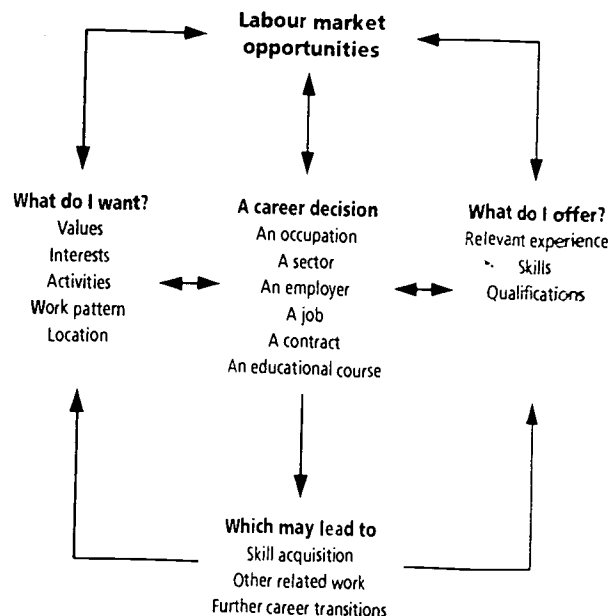 Labour market
opportunities
What do I want?
Values
Interests
Activities
Work pattern
Location
A career decision
An occupation
A sector
An employer
A job
A contract
An educational course
What do I offer?
Relevant experience
Skills
Qualifications
Which may lead to
Skill acquisition
Other related work
Further career transitions